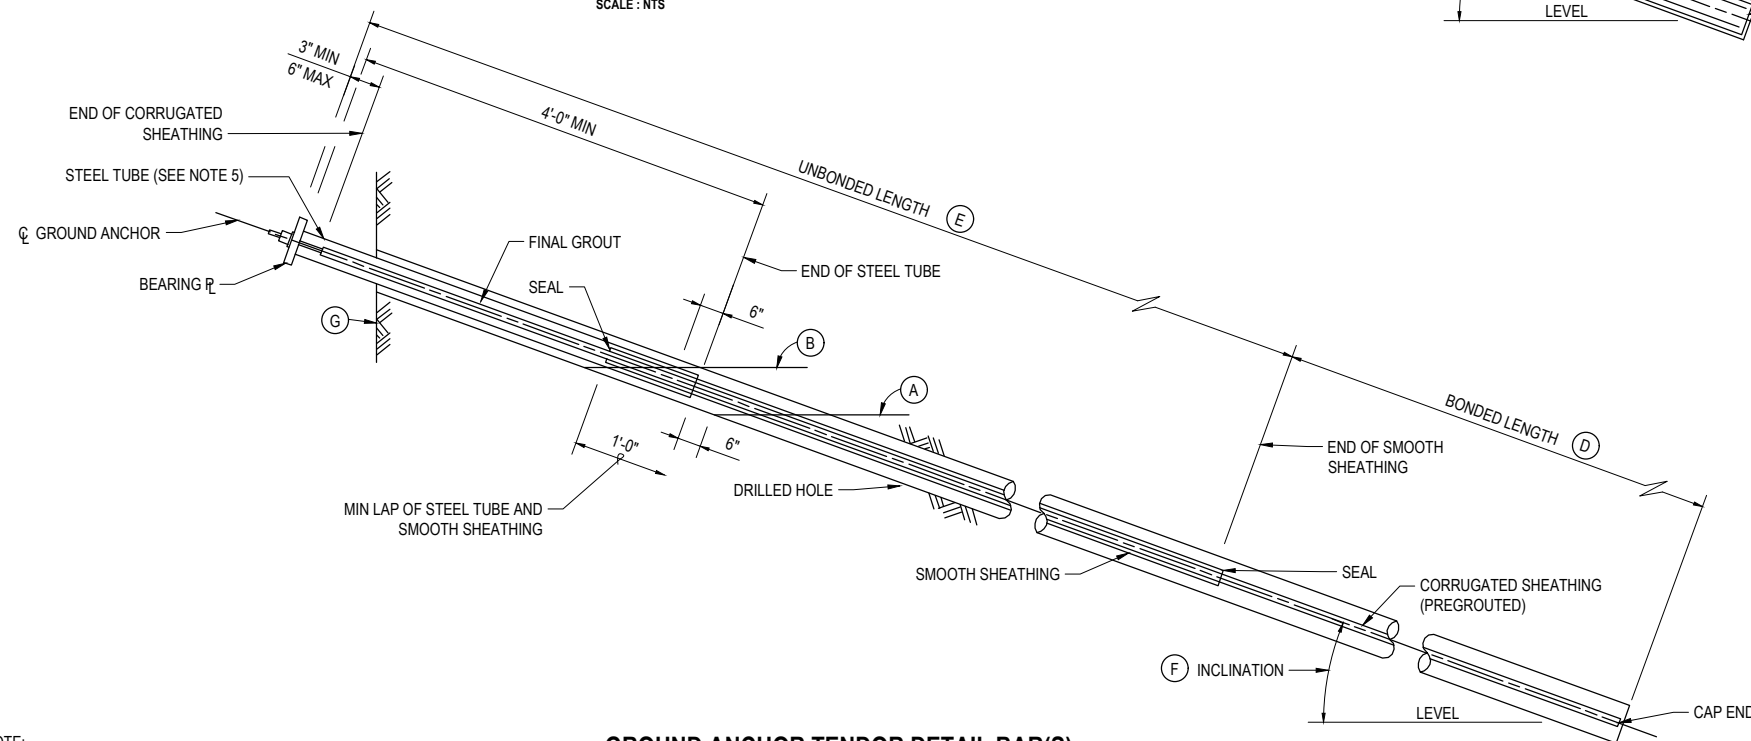 SCALE : NTS
LEVEL
3" MIN
6" MAX
END OF CORRUGATED
SHEATHING
4'-0" MIN
STEEL TUBE (SEE NOTE 5)
UNBONDED LENGTH E
℄ GROUND ANCHOR
FINAL GROUT
END OF STEEL TUBE
BEARING ⅊
SEAL
6"
G
B
A
1'-0"
6"
BONDED LENGTH D
END OF SMOOTH
SHEATHING
DRILLED HOLE
MIN LAP OF STEEL TUBE AND
SMOOTH SHEATHING
SMOOTH SHEATHING
SEAL
CORRUGATED SHEATHING
(PREGROUTED)
F INCLINATION
LEVEL
CAP END
GROUND ANCHOR TENDOR DETAIL BAR(S)